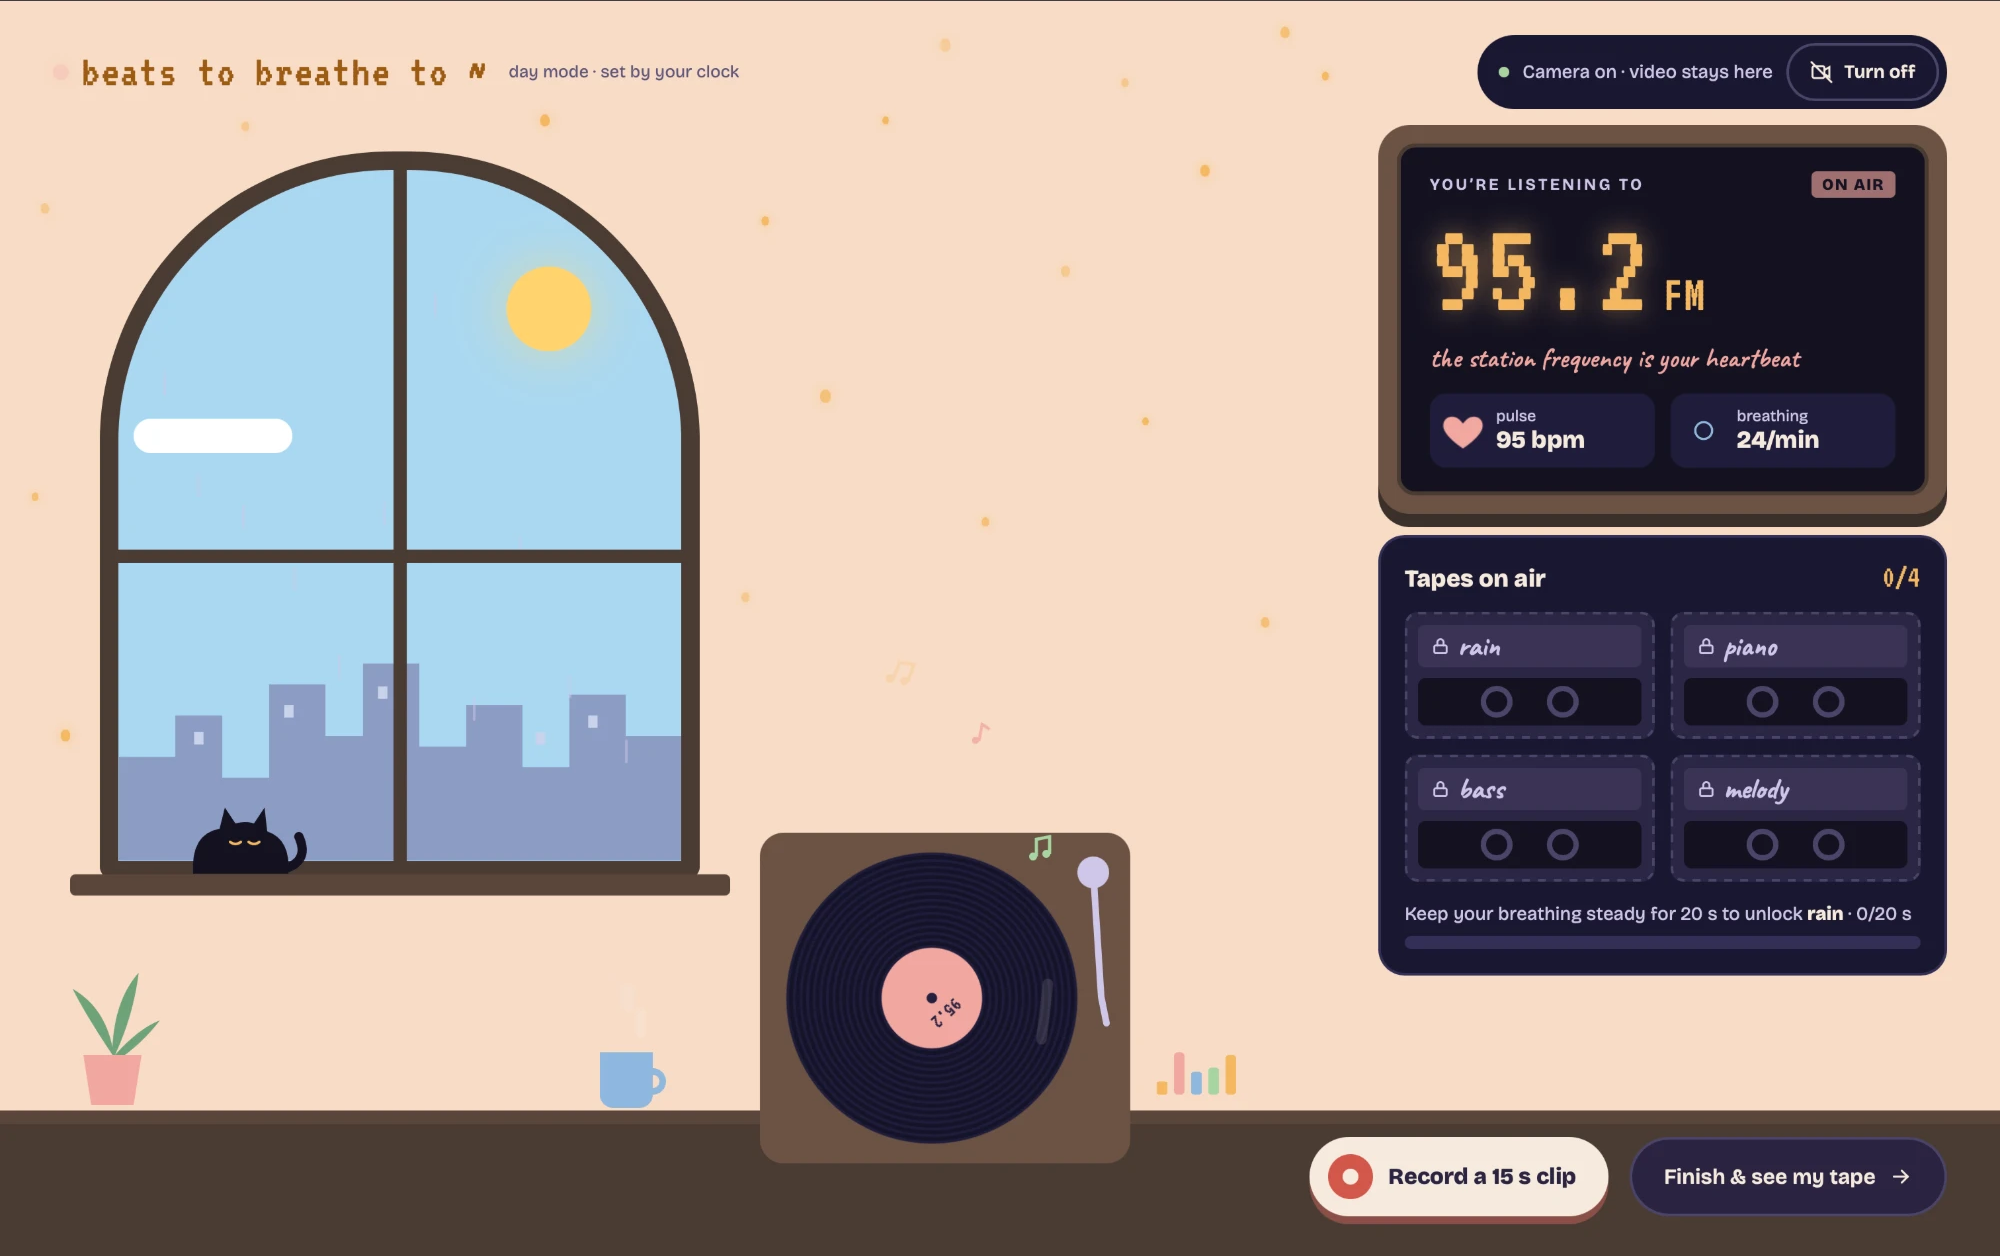 beats to breathe to
day mode · set by your clock
Camera on · video stays here
Turn off
YOU'RE LISTENING TO
ON AIR
95.2 FM
the station frequency is your heartbeat
pulse
95 bpm
breathing
24/min
Tapes on air
0/4
rain
piano
bass
melody
Keep your breathing steady for 20 s to unlock rain · 0/20 s
95.2
Record a 15 s clip
Finish & see my tape →